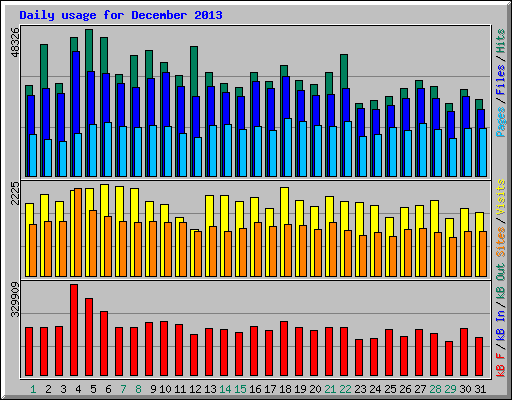 Daily usage for December 2013
48326
Pages / Files / Hits
2225
Sites / Visits
329909
kB F / kB In / kB Out
1 2 3 4 5 6 7 8 9 10 11 12 13 14 15 16 17 18 19 20 21 22 23 24 25 26 27 28 29 30 31